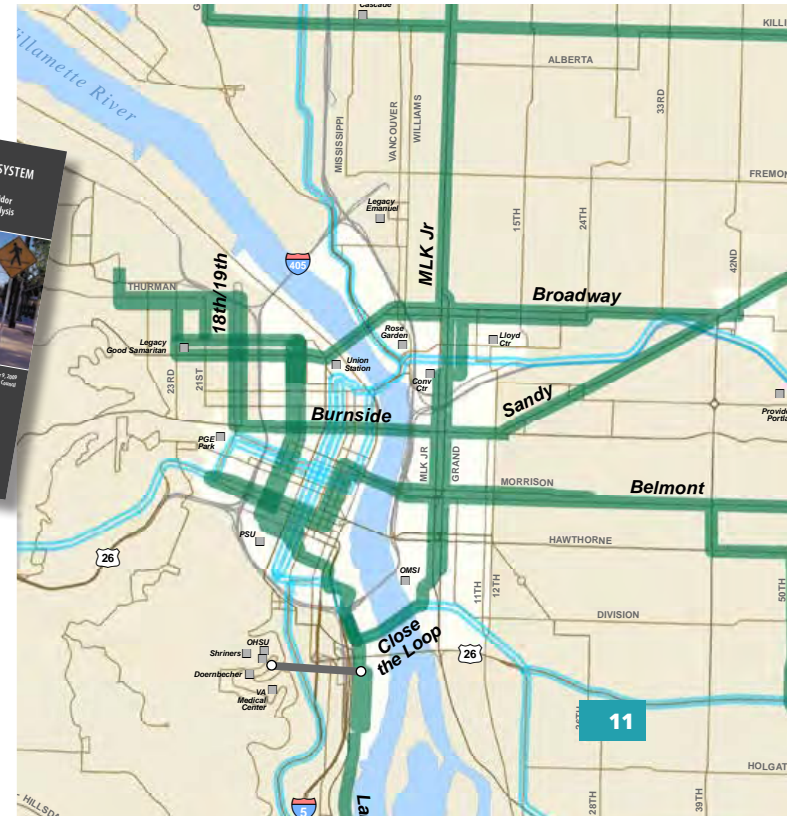 Cascade
KILLI
ALBERTA
Willamette River
33RD
MISSISSIPPI
VANCOUVER
WILLIAMS
SYSTEM
FREMON
Legacy
Emanuel
15TH
24TH
42ND
MLK Jr
18th/19th
405
THURMAN
Broadway
Legacy
Good Samaritan
Rose
Garden
Lloyd
Ctr
Union
Station
Conv
Ctr
23RD
21ST
Burnside
Sandy
PGE
Park
MLK JR
GRAND
MORRISON
Belmont
PSU
HAWTHORNE
26
OMSI
11TH
12TH
50TH
DIVISION
Close
the Loop
OHSU
Shriners
26
Doernbecher
VA
Medical
Center
11
HOLGAT
28TH
39TH
HILLSD
5
La